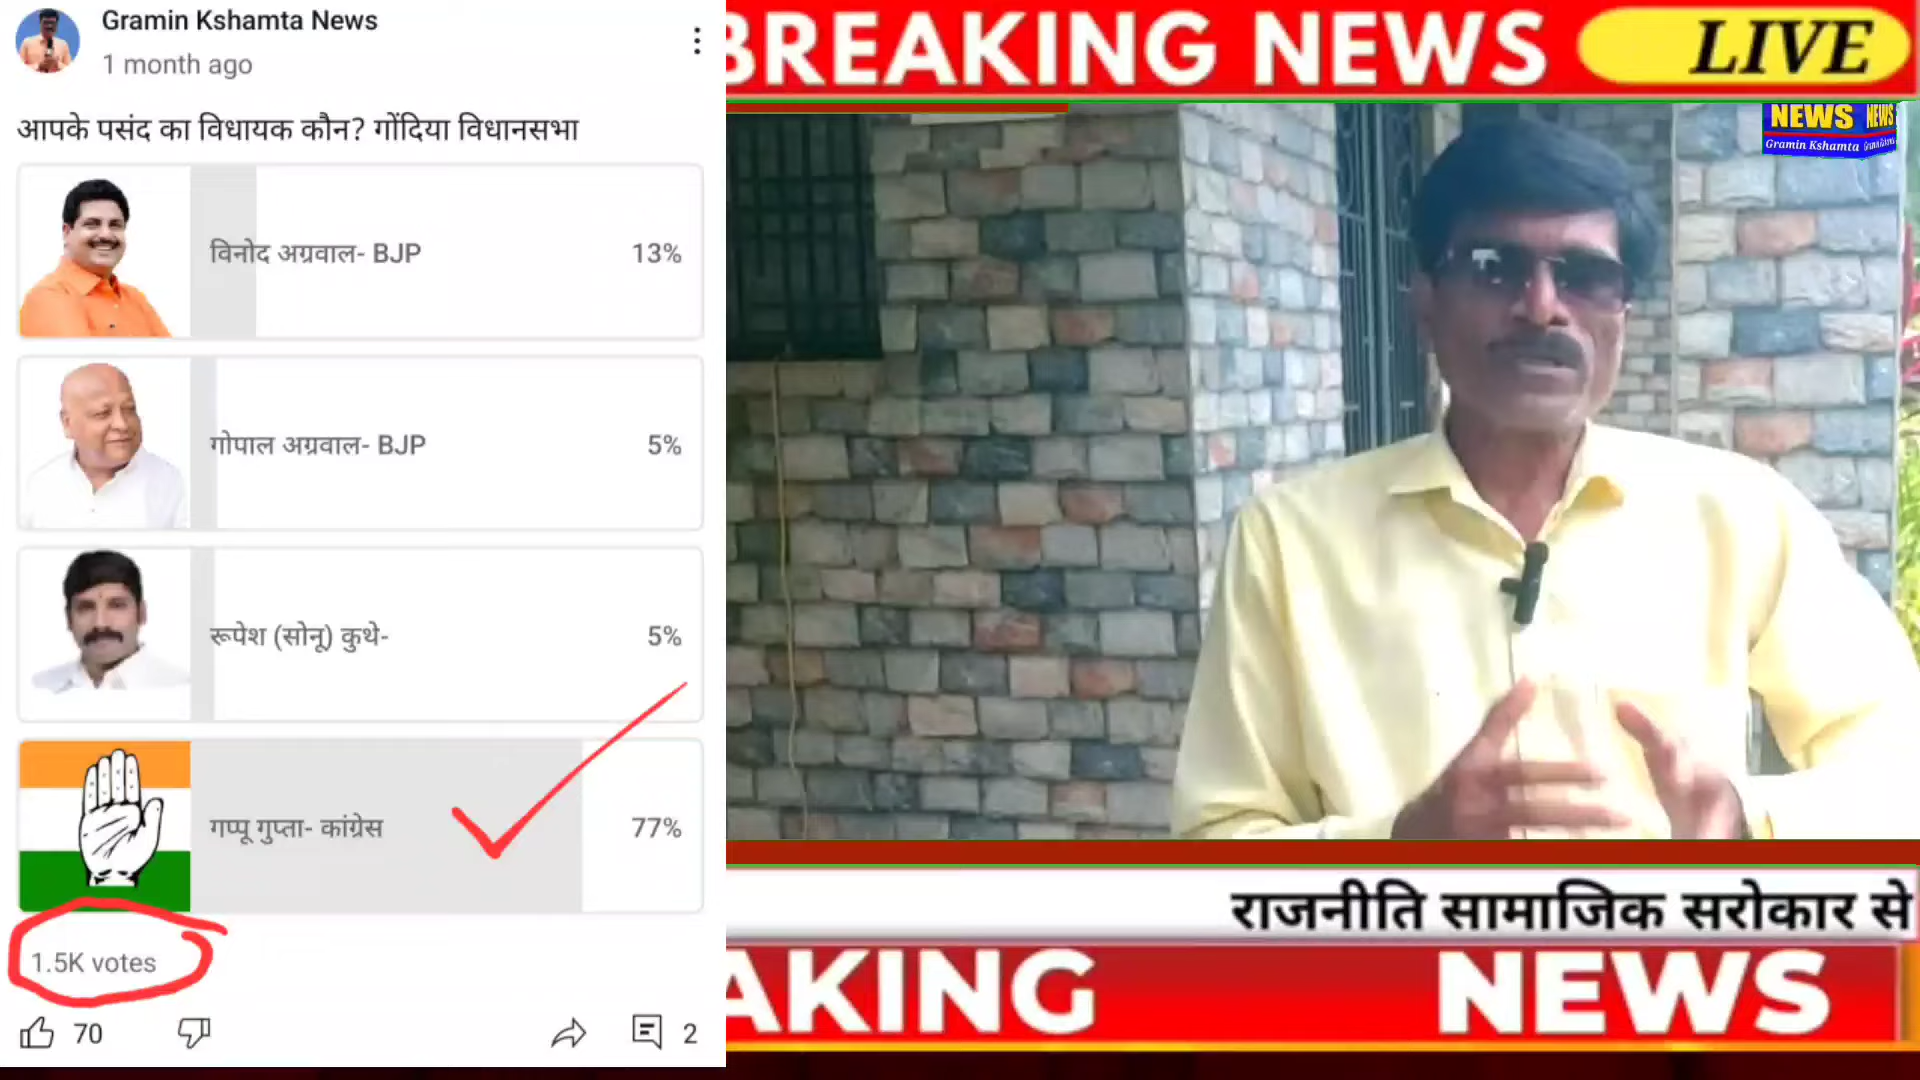 Gramin Kshamta News
1 month ago
आपके पसंद का विधायक कौन? गोंदिया विधानसभा
विनोद अग्रवाल- BJP 13%
गोपाल अग्रवाल- BJP 5%
रूपेश (सोनू) कुथे- 5%
गप्पू गुप्ता- कांग्रेस 77%
1.5K votes
70
2
BREAKING NEWS LIVE
NEWS NEWS
Gramin Kshamta
राजनीति सामाजिक सरोकार से
AKING NEWS